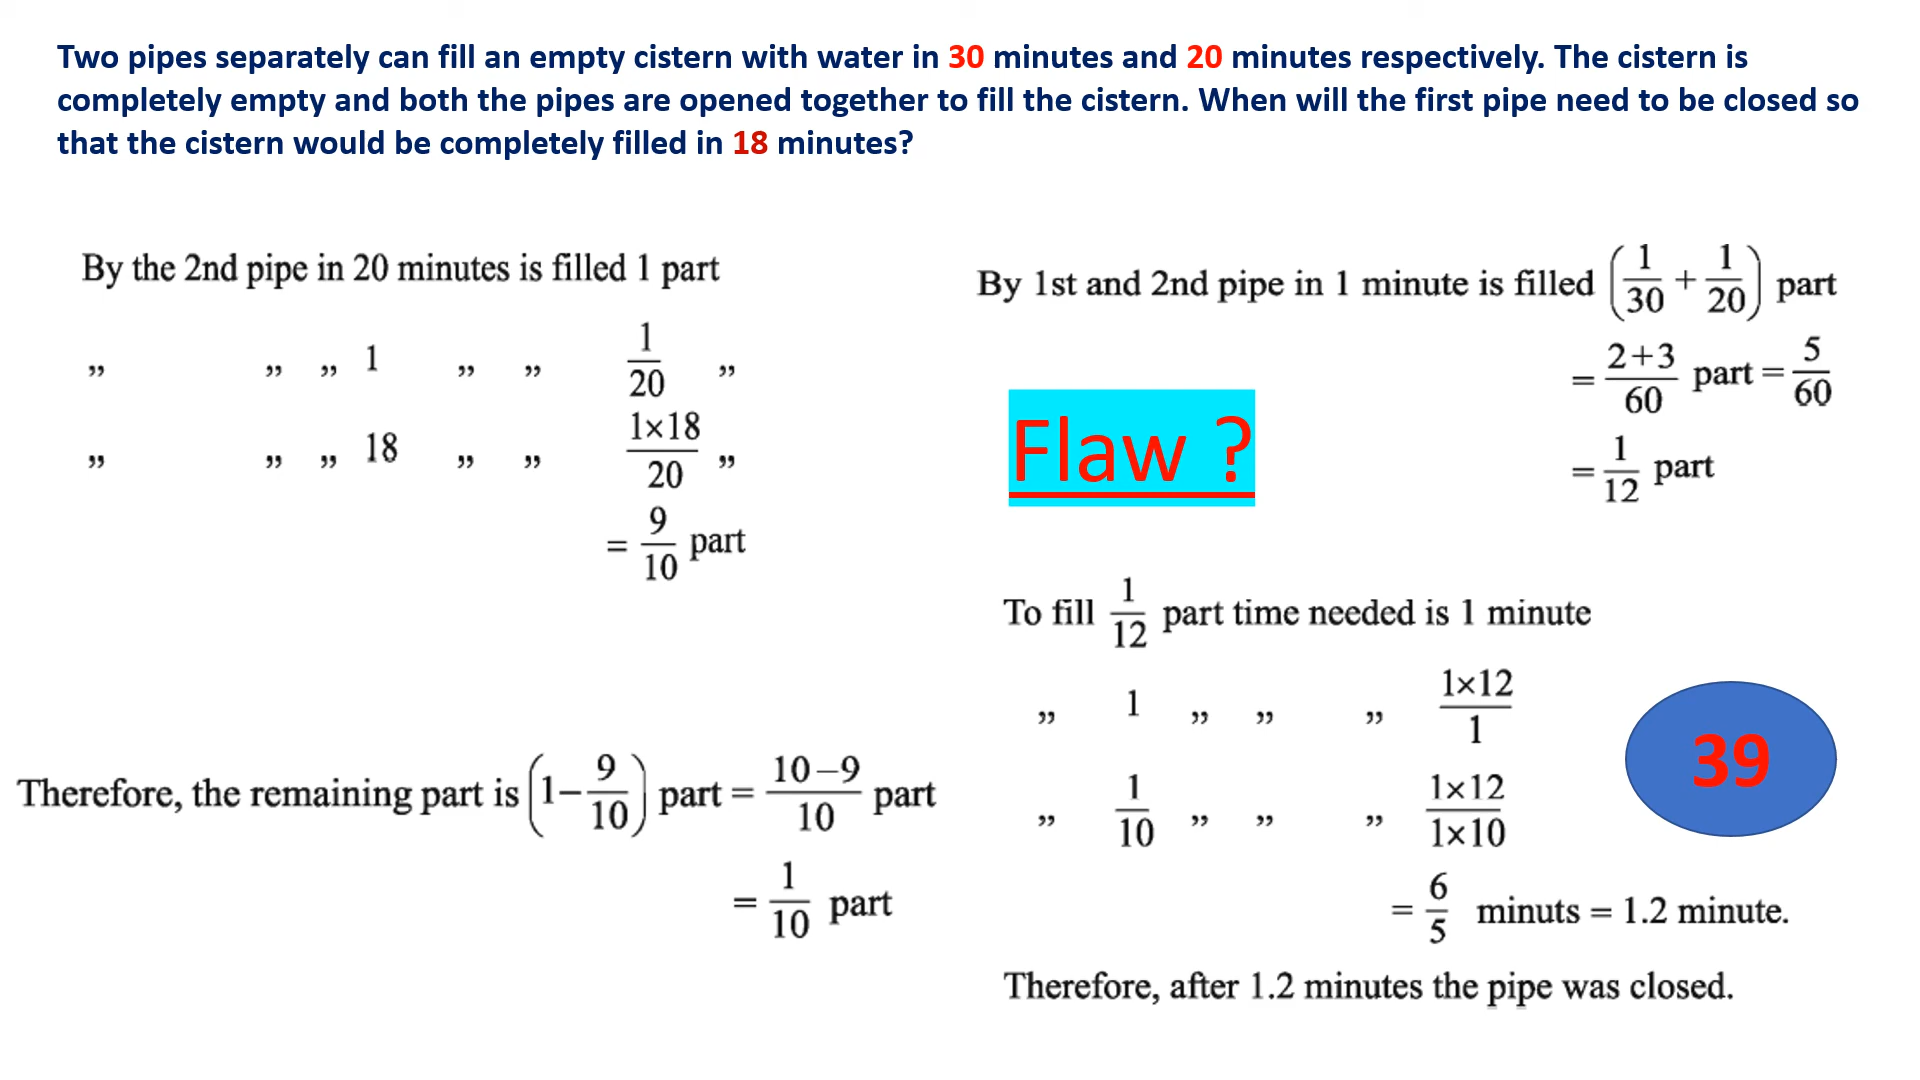 Two pipes separately can fill an empty cistern with water in 30 minutes and 20 minutes respectively. The cistern is
completely empty and both the pipes are opened together to fill the cistern. When will the first pipe need to be closed so
that the cistern would be completely filled in 18 minutes?
By the 2nd pipe in 20 minutes is filled 1 part
” ” ” 1 ” ” 1/20 ”
” ” ” 18 ” ” 1×18/20 ”
= 9/10 part
Therefore, the remaining part is (1−9/10) part = 10−9/10 part
= 1/10 part
By 1st and 2nd pipe in 1 minute is filled (1/30 + 1/20) part
= 2+3/60 part = 5/60
= 1/12 part
Flaw ?
To fill 1/12 part time needed is 1 minute
” 1 ” ” ” 1×12/1
” 1/10 ” ” ” 1×12/1×10
= 6/5 minuts = 1.2 minute.
Therefore, after 1.2 minutes the pipe was closed.
39